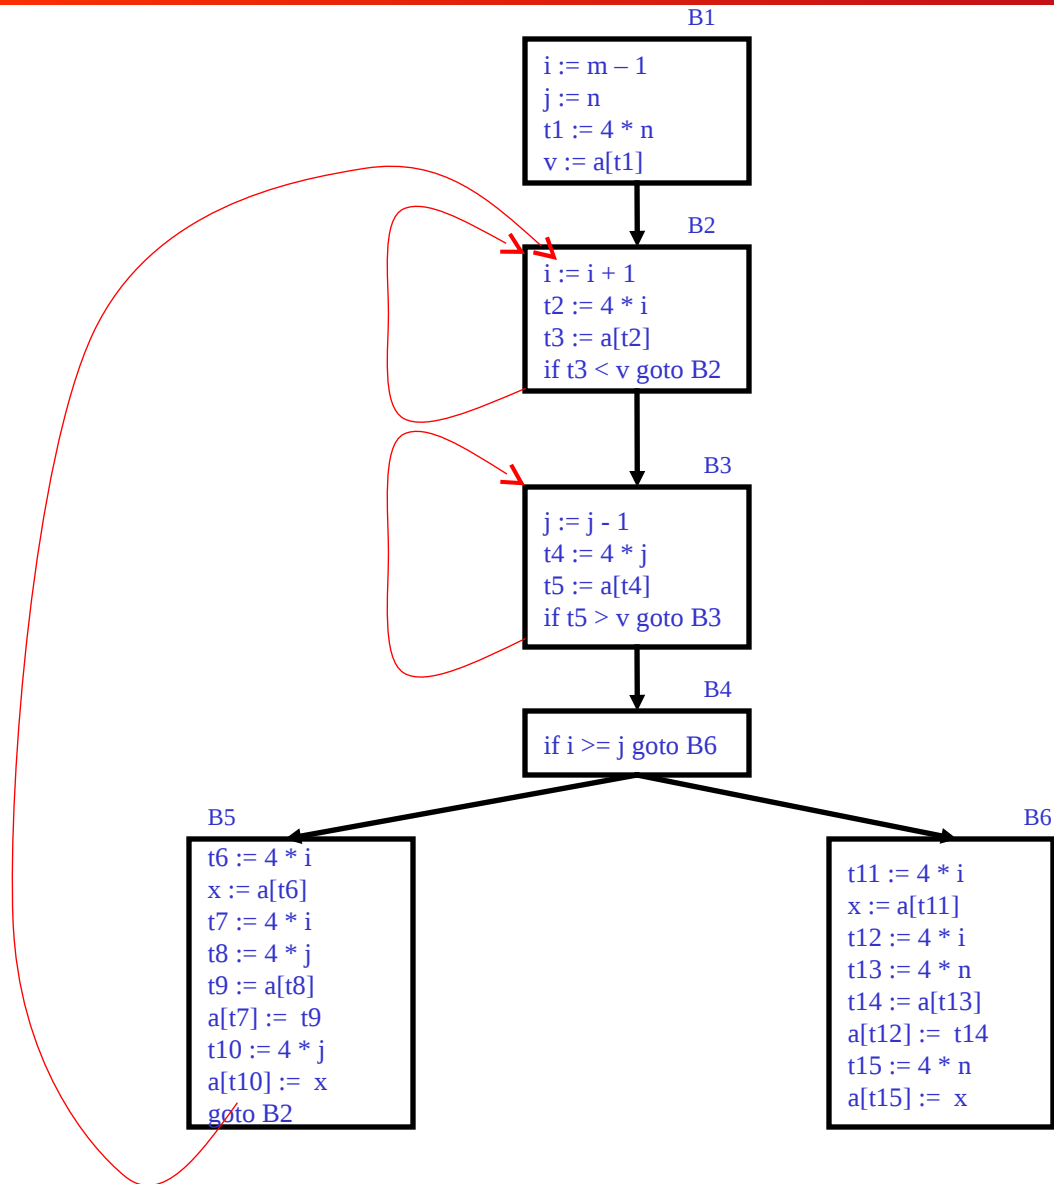 B1
i := m – 1
j := n
t1 := 4 * n
v := a[t1]
B2
i := i + 1
t2 := 4 * i
t3 := a[t2]
if t3 < v goto B2
B3
j := j - 1
t4 := 4 * j
t5 := a[t4]
if t5 > v goto B3
B4
if i >= j goto B6
B5
t6 := 4 * i
x := a[t6]
t7 := 4 * i
t8 := 4 * j
t9 := a[t8]
a[t7] := t9
t10 := 4 * j
a[t10] := x
goto B2
B6
t11 := 4 * i
x := a[t11]
t12 := 4 * i
t13 := 4 * n
t14 := a[t13]
a[t12] := t14
t15 := 4 * n
a[t15] := x